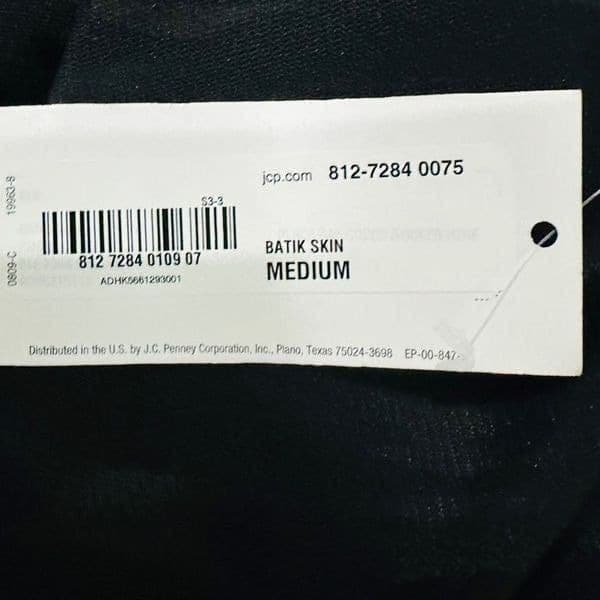 jcp.com 812-7284 0075
S3-3
812 7284 0109 07
ADHK5661293001
BATIK SKIN
MEDIUM
0809-C 19963-8
Distributed in the U.S. by J.C. Penney Corporation, Inc., Plano, Texas 75024-3698 EP-00-847-